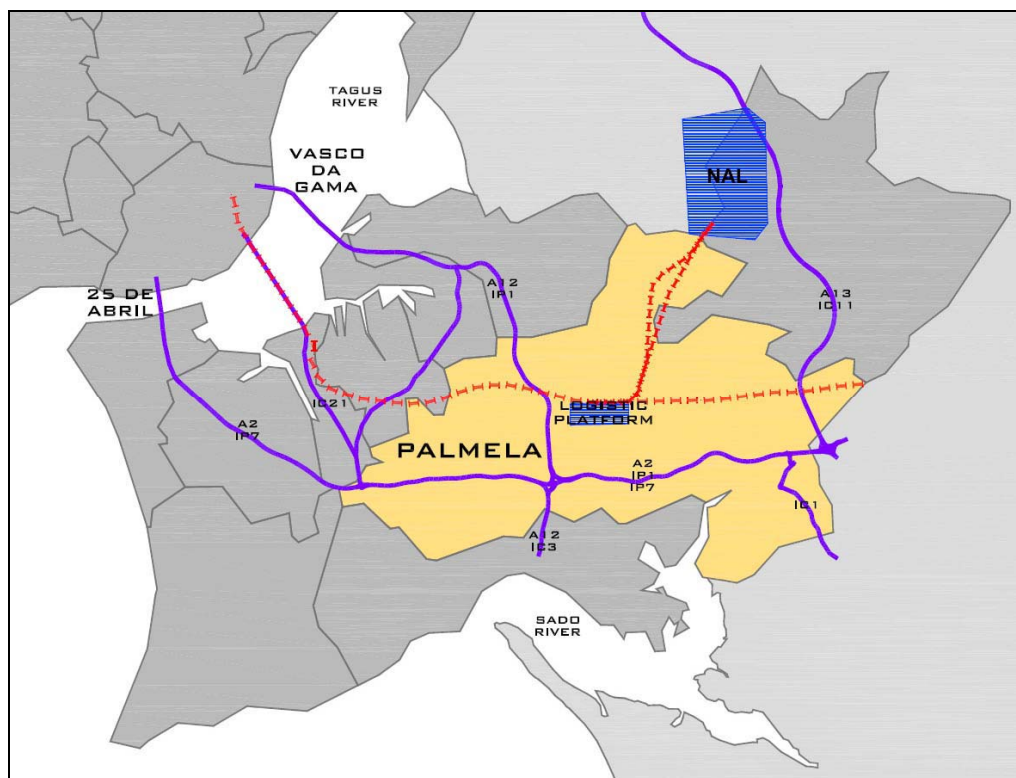 TAGUS
RIVER
VASCO
DA
GAMA
NAL
25 DE
ABRIL
A12
IP1
A13
IC11
IC21
LOGISTIC
PLATFORM
A2
IP7
PALMELA
A2
IP1
IP7
IC1
A12
IC3
SADO
RIVER